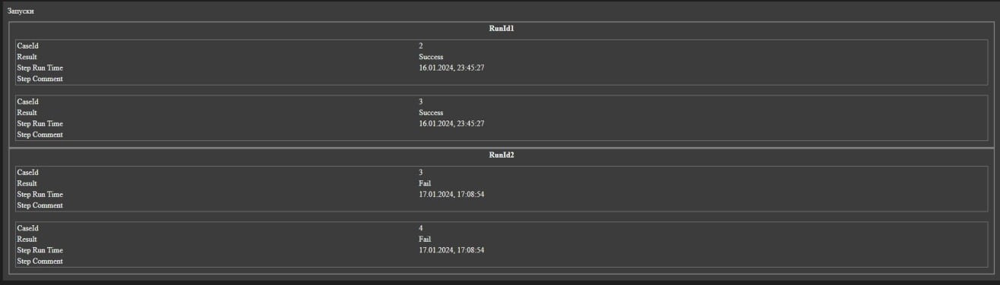 Запуски
RunId1
CaseId 2
Result Success
Step Run Time 16.01.2024, 23:45:27
Step Comment
CaseId 3
Result Success
Step Run Time 16.01.2024, 23:45:27
Step Comment
RunId2
CaseId 3
Result Fail
Step Run Time 17.01.2024, 17:08:54
Step Comment
CaseId 4
Result Fail
Step Run Time 17.01.2024, 17:08:54
Step Comment